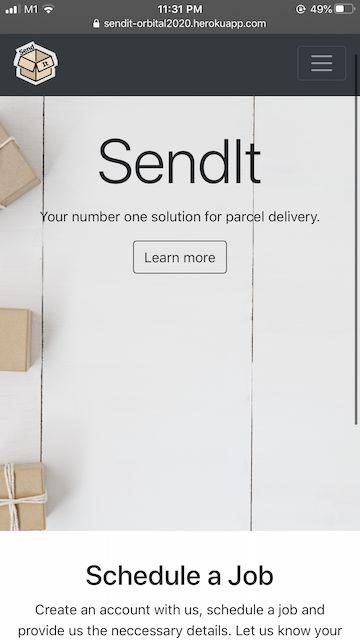 M1 11:31 PM 49%
sendit-orbital2020.herokuapp.com
Send It
SendIt
Your number one solution for parcel delivery.
Learn more
Schedule a Job
Create an account with us, schedule a job and
provide us the neccessary details. Let us know your